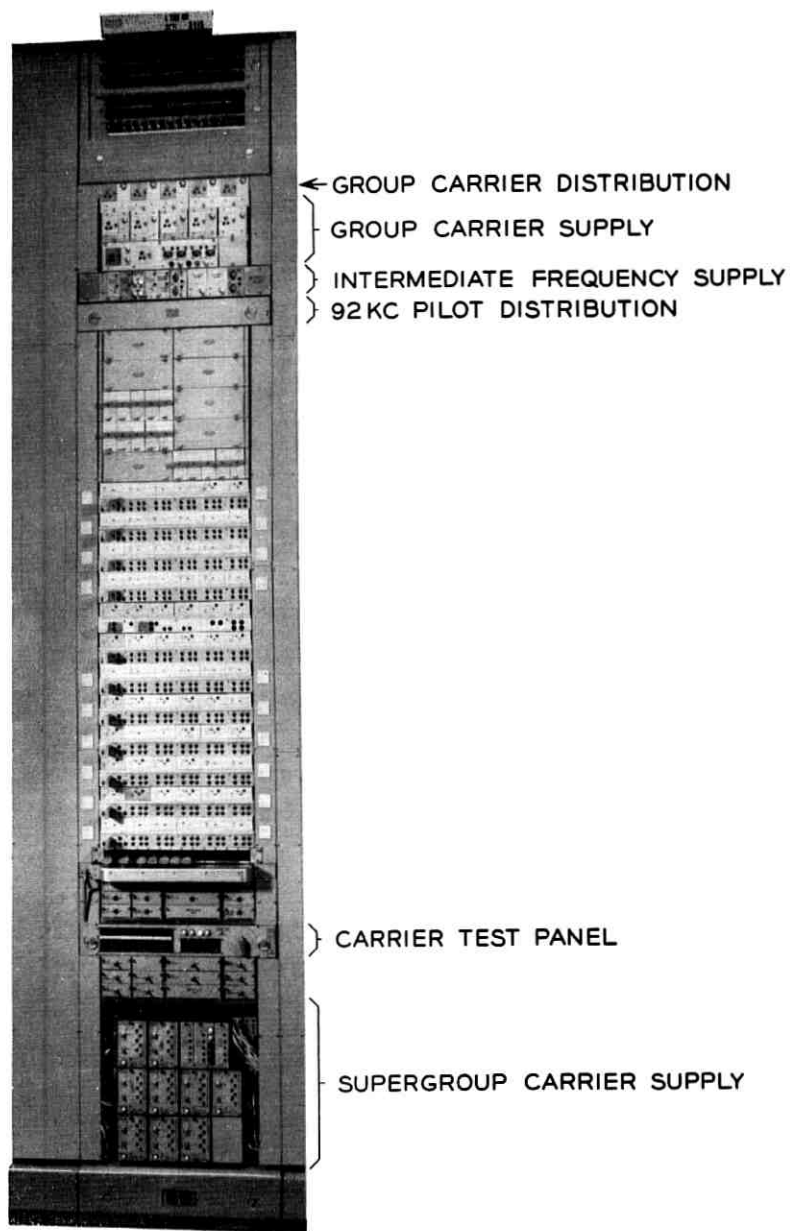 GROUP CARRIER DISTRIBUTION
GROUP CARRIER SUPPLY
INTERMEDIATE FREQUENCY SUPPLY
92 KC PILOT DISTRIBUTION
CARRIER TEST PANEL
SUPERGROUP CARRIER SUPPLY